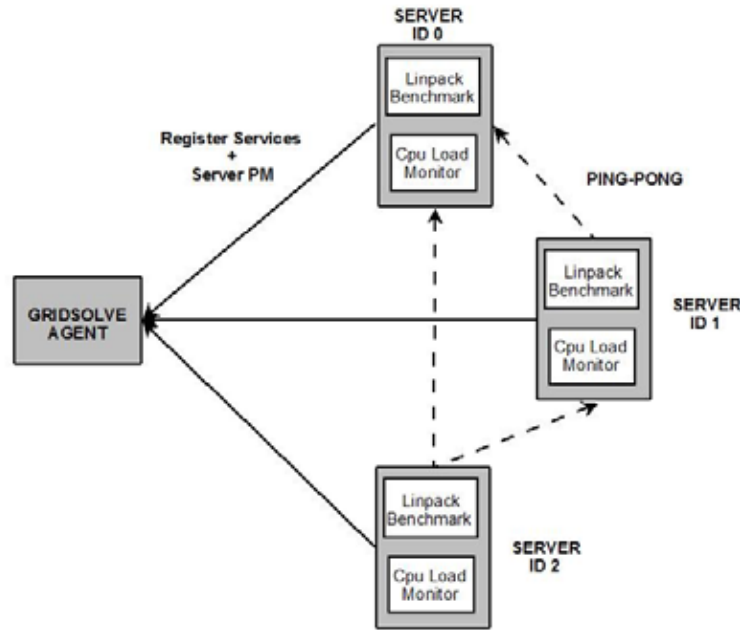 SERVER
ID 0
Linpack
Benchmark
Cpu Load
Monitor
Register Services
+
Server PM
PING-PONG
Linpack
Benchmark
Cpu Load
Monitor
SERVER
ID 1
GRIDSOLVE
AGENT
Linpack
Benchmark
Cpu Load
Monitor
SERVER
ID 2